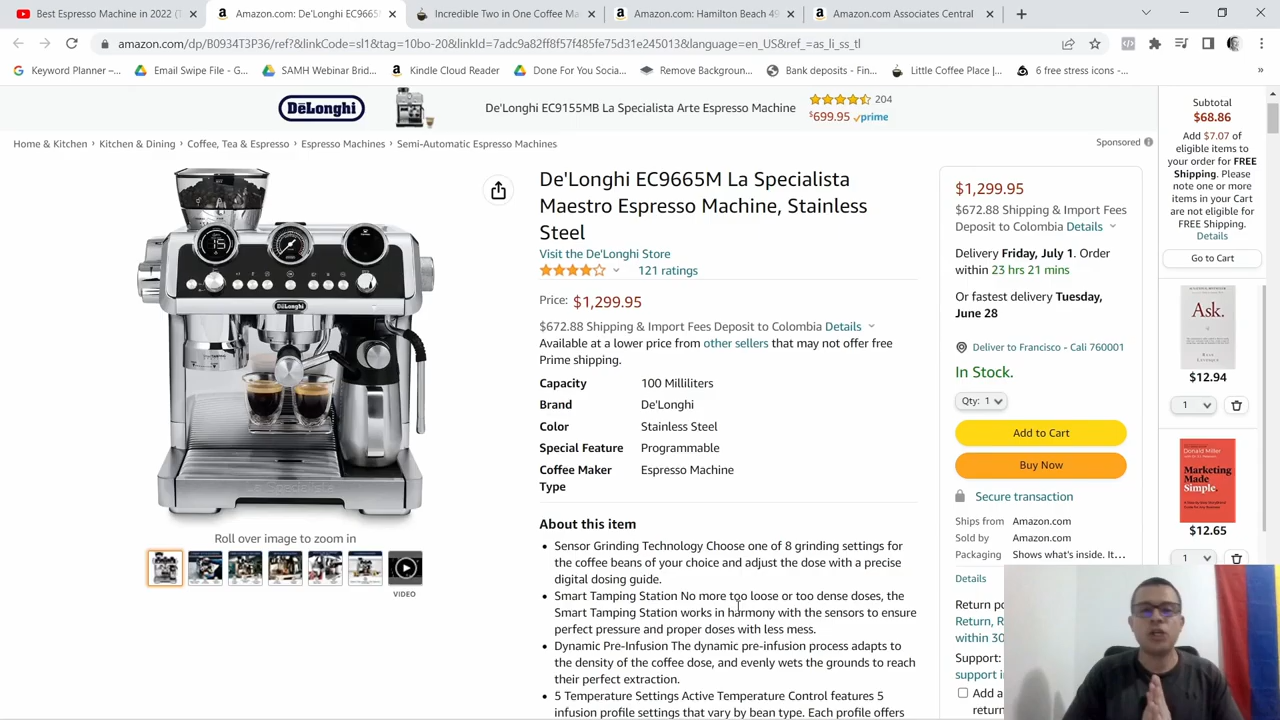 Best Espresso Machine in 2022 (
Amazon.com: De'Longhi EC9665
Incredible Two in One Coffee Ma
Amazon.com: Hamilton Beach 49
Amazon.com Associates Central
amazon.com/dp/B0934T3P36/ref?&linkCode=sl1&tag=10bo-208&linkId=7adc9a82ff8f57f485fe75d31e245013&language=en_US&ref_=as_li_ss_tl
Keyword Planner –...
Email Swipe File - G...
SAMH Webinar Brid...
Kindle Cloud Reader
Done For You Socia...
Remove Backgroun...
Bank deposits - Fin...
Little Coffee Place |...
6 free stress icons -...
»
DēLonghi
De'Longhi EC9155MB La Specialista Arte Espresso Machine
204
$699.95 prime
Sponsored
Home & Kitchen › Kitchen & Dining › Coffee, Tea & Espresso › Espresso Machines › Semi-Automatic Espresso Machines
De'Longhi EC9665M La Specialista
Maestro Espresso Machine, Stainless
Steel
Visit the De'Longhi Store
121 ratings
Price: $1,299.95
$672.88 Shipping & Import Fees Deposit to Colombia Details
Available at a lower price from other sellers that may not offer free
Prime shipping.
Capacity 100 Milliliters
Brand De'Longhi
Color Stainless Steel
Special Feature Programmable
Coffee Maker Espresso Machine
Type
About this item
• Sensor Grinding Technology Choose one of 8 grinding settings for
the coffee beans of your choice and adjust the dose with a precise
digital dosing guide.
• Smart Tamping Station No more too loose or too dense doses, the
Smart Tamping Station works in harmony with the sensors to ensure
perfect pressure and proper doses with less mess.
• Dynamic Pre-Infusion The dynamic pre-infusion process adapts to
the density of the coffee dose, and evenly wets the grounds to reach
their perfect extraction.
• 5 Temperature Settings Active Temperature Control features 5
infusion profile settings that vary by bean type. Each profile offers
15
DēLonghi
Roll over image to zoom in
VIDEO
$1,299.95
$672.88 Shipping & Import Fees
Deposit to Colombia Details
Delivery Friday, July 1. Order
within 23 hrs 21 mins
Or fastest delivery Tuesday,
June 28
Deliver to Francisco - Cali 760001
In Stock.
Qty: 1
Add to Cart
Buy Now
Secure transaction
Ships from Amazon.com
Sold by Amazon.com
Packaging Shows what's inside. It…
Details
Return po
Return, R
within 30
Support:
support i
Add a
return
Subtotal
$68.86
Add $7.07 of
eligible items to
your order for FREE
Shipping. Please
note one or more
items in your Cart
are not eligible for
FREE Shipping.
Details
Go to Cart
Ask.
$12.94
1
Donald Miller
Marketing
Made
Simple
$12.65
1